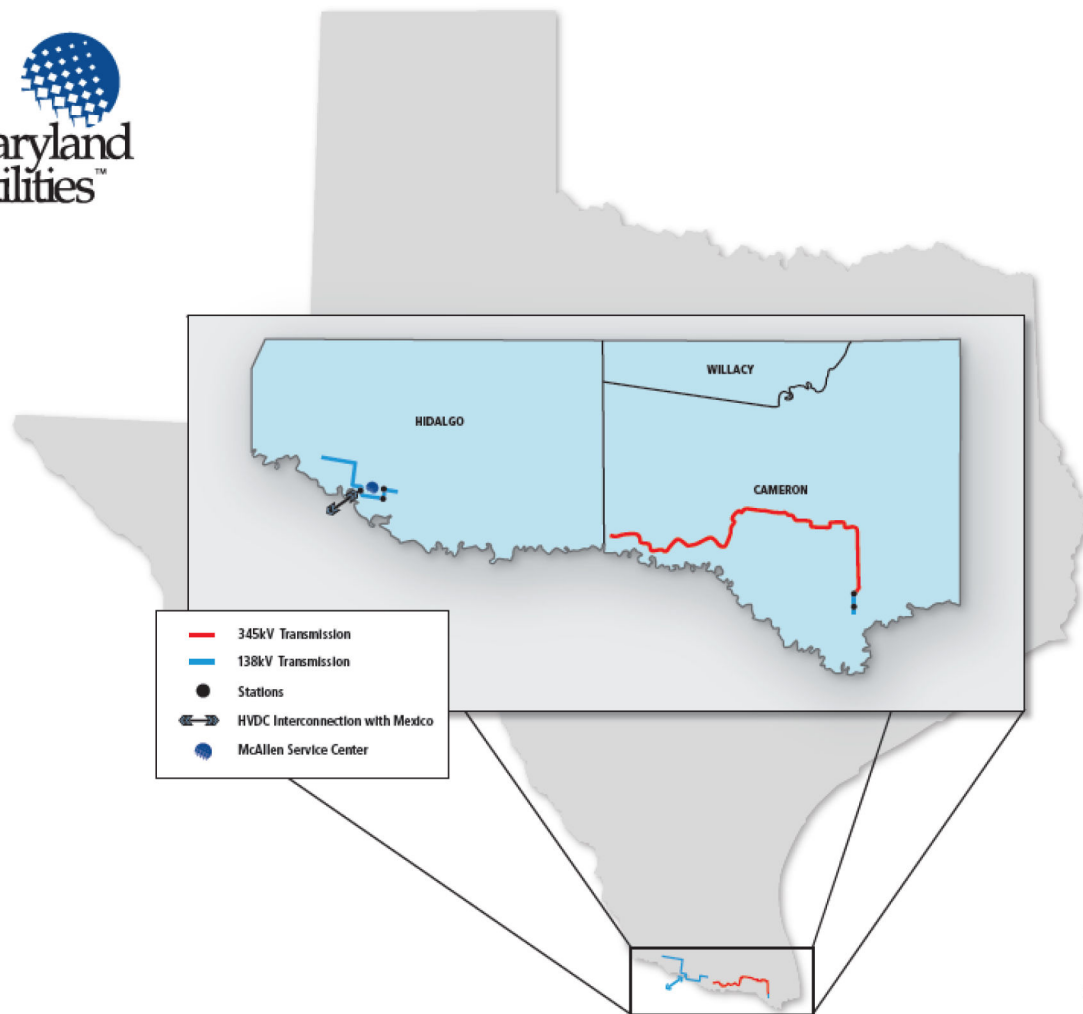 aryland
ilities™
WILLACY
HIDALGO
CAMERON
345kV Transmission
138kV Transmission
Stations
HVDC Interconnection with Mexico
McAllen Service Center